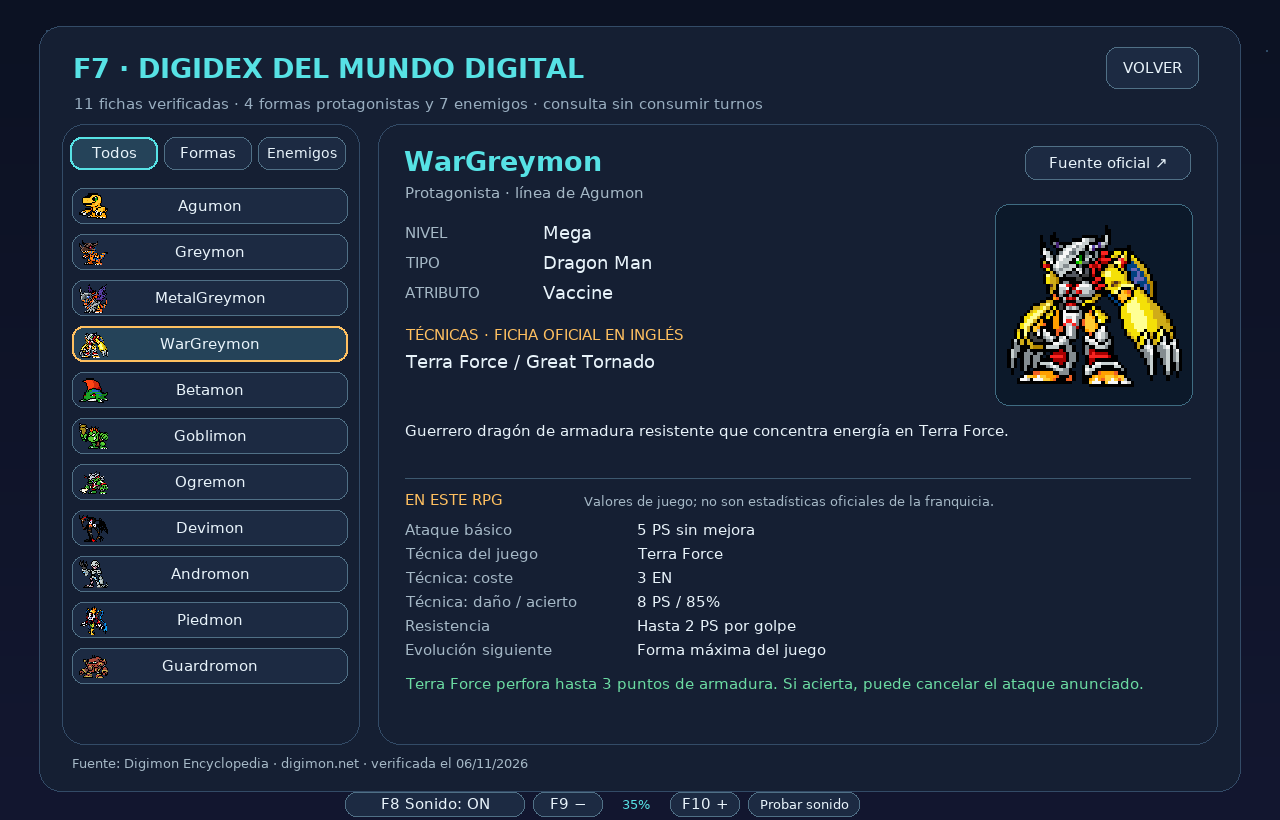 F7 · DIGIDEX DEL MUNDO DIGITAL
VOLVER
11 fichas verificadas · 4 formas protagonistas y 7 enemigos · consulta sin consumir turnos
Todos
Formas
Enemigos
Agumon
Greymon
MetalGreymon
WarGreymon
Betamon
Goblimon
Ogremon
Devimon
Andromon
Piedmon
Guardromon
WarGreymon
Fuente oficial ↗
Protagonista · línea de Agumon
NIVEL Mega
TIPO Dragon Man
ATRIBUTO Vaccine
TÉCNICAS · FICHA OFICIAL EN INGLÉS
Terra Force / Great Tornado
Guerrero dragón de armadura resistente que concentra energía en Terra Force.
EN ESTE RPG Valores de juego; no son estadísticas oficiales de la franquicia.
Ataque básico 5 PS sin mejora
Técnica del juego Terra Force
Técnica: coste 3 EN
Técnica: daño / acierto 8 PS / 85%
Resistencia Hasta 2 PS por golpe
Evolución siguiente Forma máxima del juego
Terra Force perfora hasta 3 puntos de armadura. Si acierta, puede cancelar el ataque anunciado.
Fuente: Digimon Encyclopedia · digimon.net · verificada el 06/11/2026
F8 Sonido: ON F9 − 35% F10 + Probar sonido